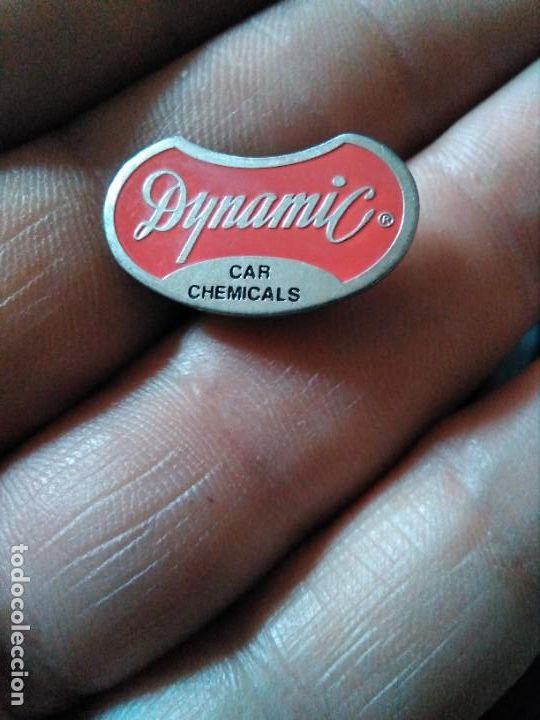 Dynamic ®
CAR
CHEMICALS
todocoleccion